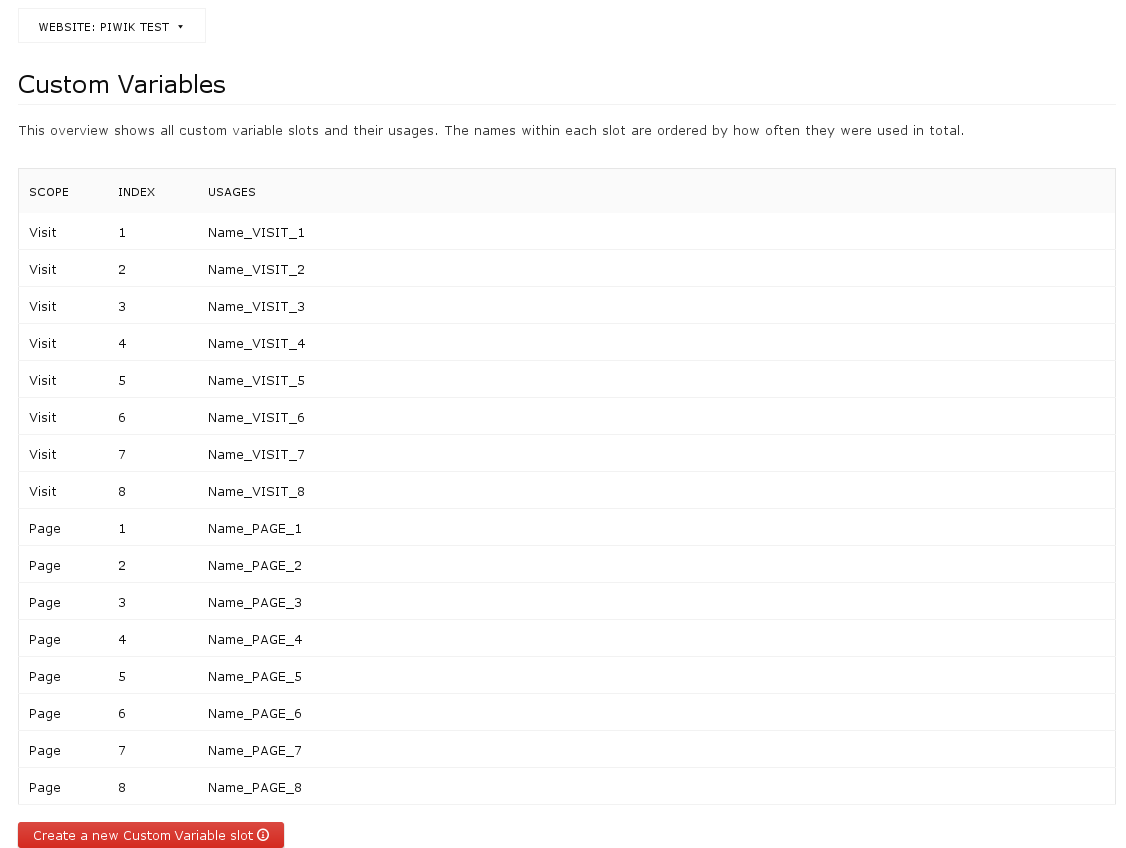 WEBSITE: PIWIK TEST
Custom Variables
This overview shows all custom variable slots and their usages. The names within each slot are ordered by how often they were used in total.
SCOPE INDEX USAGES
Visit 1 Name_VISIT_1
Visit 2 Name_VISIT_2
Visit 3 Name_VISIT_3
Visit 4 Name_VISIT_4
Visit 5 Name_VISIT_5
Visit 6 Name_VISIT_6
Visit 7 Name_VISIT_7
Visit 8 Name_VISIT_8
Page 1 Name_PAGE_1
Page 2 Name_PAGE_2
Page 3 Name_PAGE_3
Page 4 Name_PAGE_4
Page 5 Name_PAGE_5
Page 6 Name_PAGE_6
Page 7 Name_PAGE_7
Page 8 Name_PAGE_8
Create a new Custom Variable slot